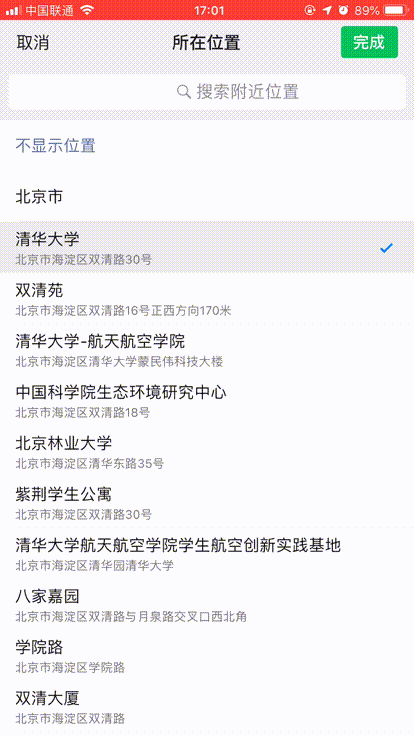 中国联通 17:01 89%
取消 所在位置 完成
搜索附近位置
不显示位置
北京市
清华大学
北京市海淀区双清路30号
双清苑
北京市海淀区双清路16号正西方向170米
清华大学-航天航空学院
北京市海淀区清华大学蒙民伟科技大楼
中国科学院生态环境研究中心
北京市海淀区双清路18号
北京林业大学
北京市海淀区清华东路35号
紫荆学生公寓
北京市海淀区双清路30号
清华大学航天航空学院学生航空创新实践基地
北京市海淀区清华园清华大学
八家嘉园
北京市海淀区双清路与月泉路交叉口西北角
学院路
北京市海淀区学院路
双清大厦
北京市海淀区双清路